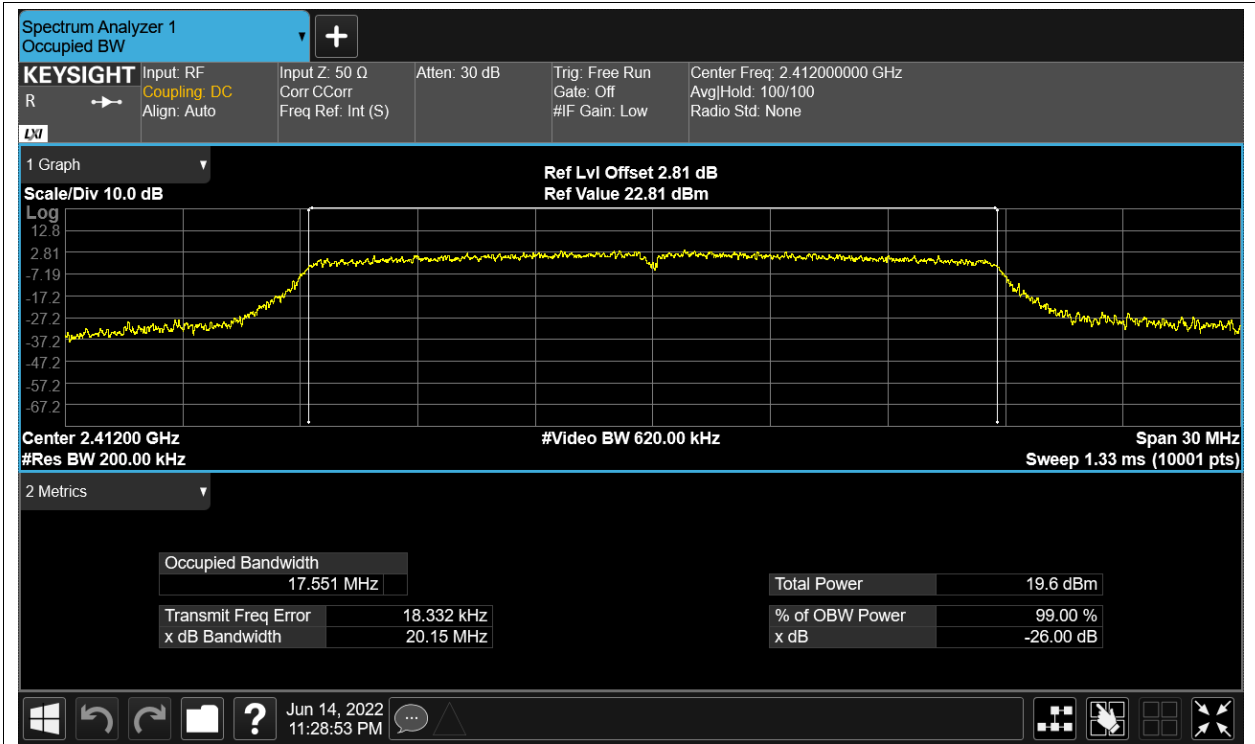 Spectrum Analyzer 1
Occupied BW
KEYSIGHT
R
LXI
Input: RF
Coupling: DC
Align: Auto
Input Z: 50 Ω
Corr CCorr
Freq Ref: Int (S)
Atten: 30 dB
Trig: Free Run
Gate: Off
#IF Gain: Low
Center Freq: 2.412000000 GHz
Avg|Hold: 100/100
Radio Std: None
1 Graph
Scale/Div 10.0 dB
Ref Lvl Offset 2.81 dB
Ref Value 22.81 dBm
Log
12.8
2.81
-7.19
-17.2
-27.2
-37.2
-47.2
-57.2
-67.2
Center 2.41200 GHz
#Video BW 620.00 kHz
Span 30 MHz
#Res BW 200.00 kHz
Sweep 1.33 ms (10001 pts)
2 Metrics
Occupied Bandwidth
17.551 MHz
Transmit Freq Error 18.332 kHz
x dB Bandwidth 20.15 MHz
Total Power 19.6 dBm
% of OBW Power 99.00 %
x dB -26.00 dB
Jun 14, 2022
11:28:53 PM